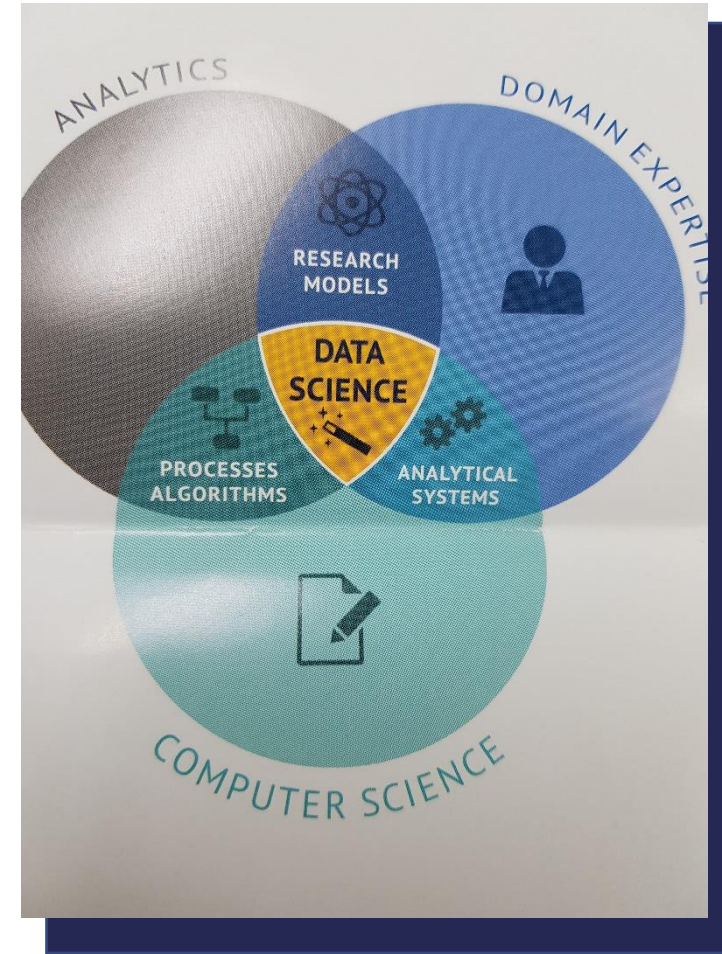 ANALYTICS
DOMAIN EXPERTISE
RESEARCH
MODELS
DATA
SCIENCE
PROCESSES
ALGORITHMS
ANALYTICAL
SYSTEMS
COMPUTER SCIENCE